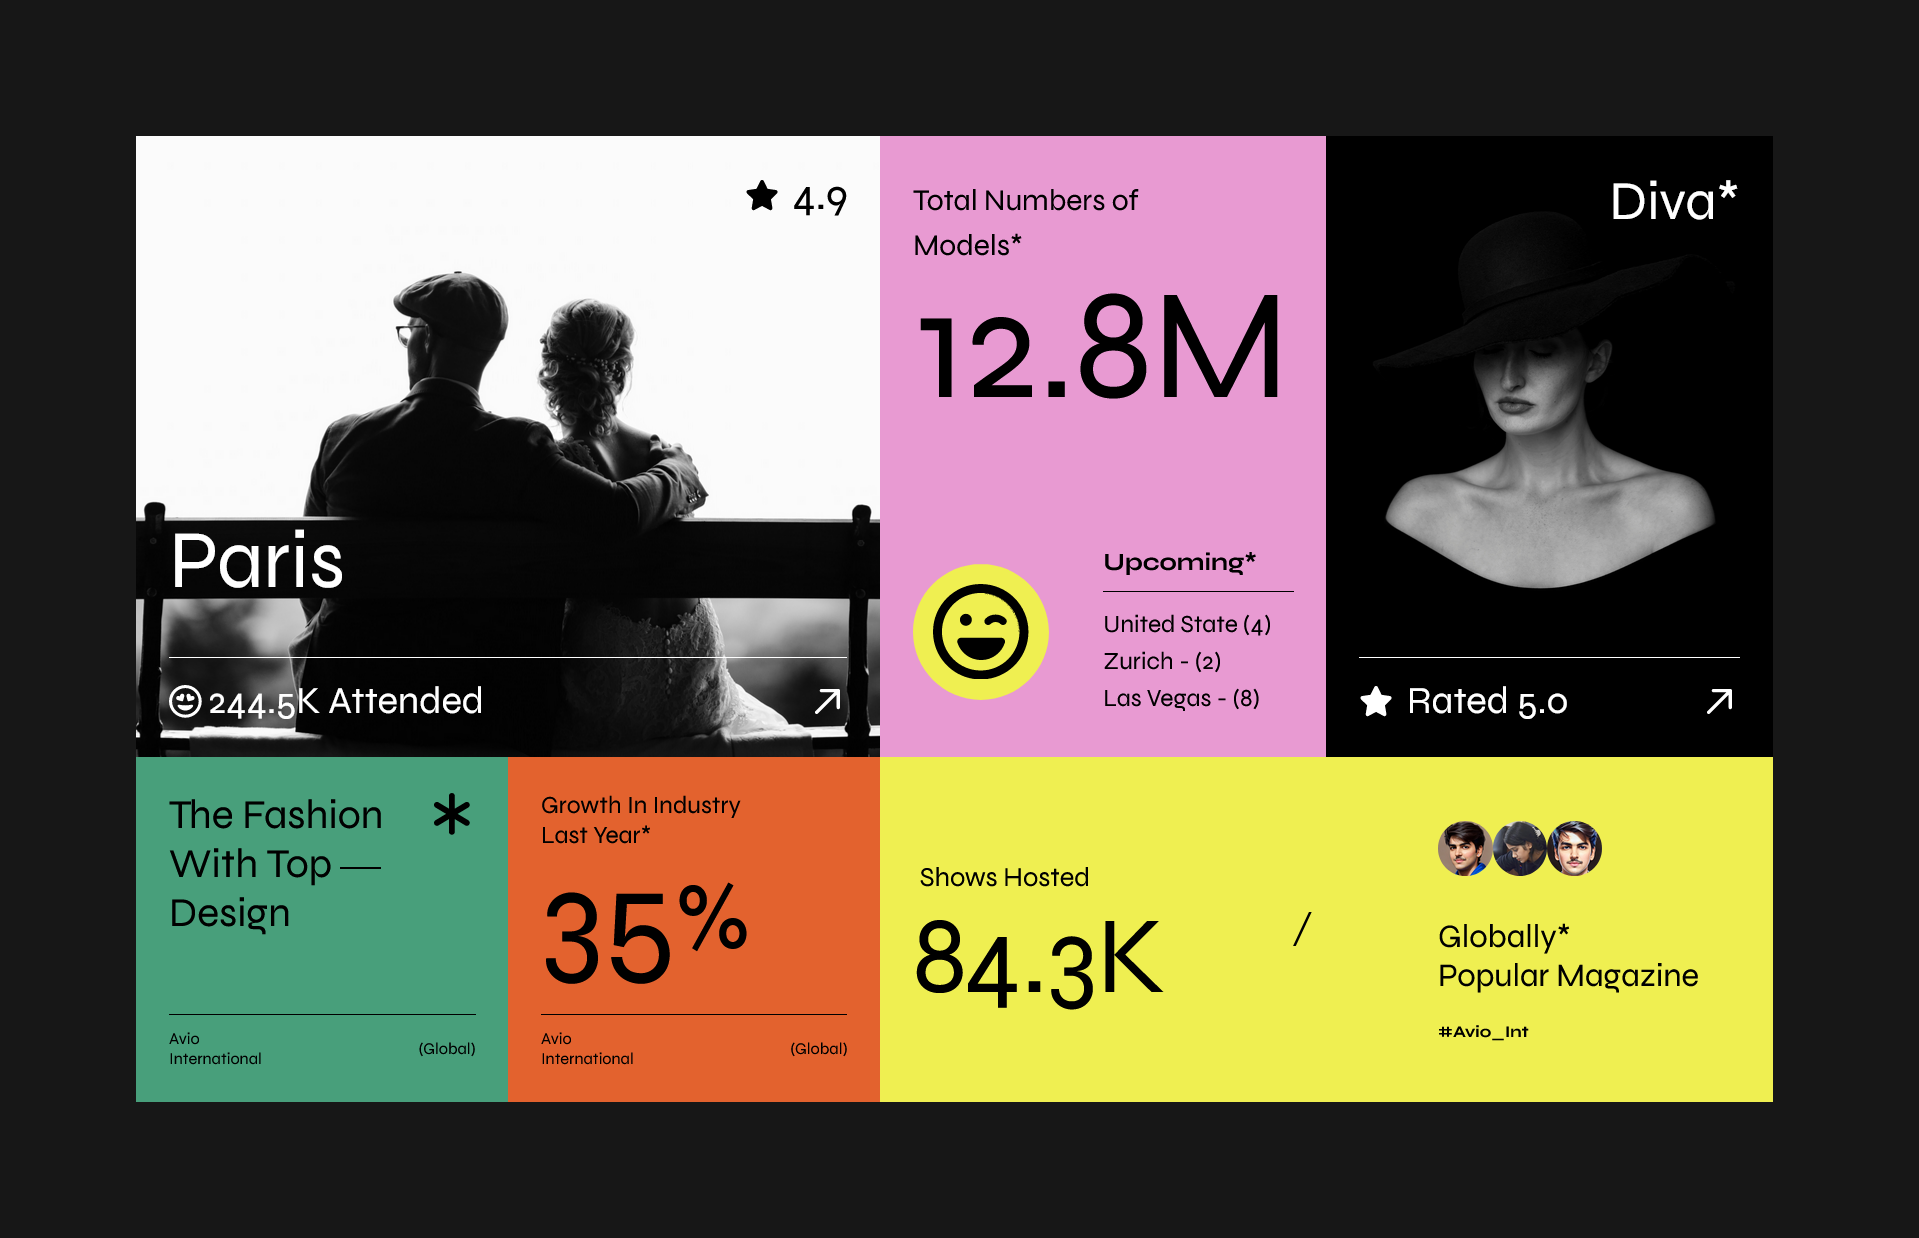 4.9
Paris
244.5K Attended
Total Numbers of
Models*
12.8M
Upcoming*
United State (4)
Zurich - (2)
Las Vegas - (8)
Diva*
Rated 5.0
The Fashion
With Top —
Design
Avio
International
(Global)
Growth In Industry
Last Year*
35%
Avio
International
(Global)
Shows Hosted
84.3K
/
Globally*
Popular Magazine
#Avio_Int